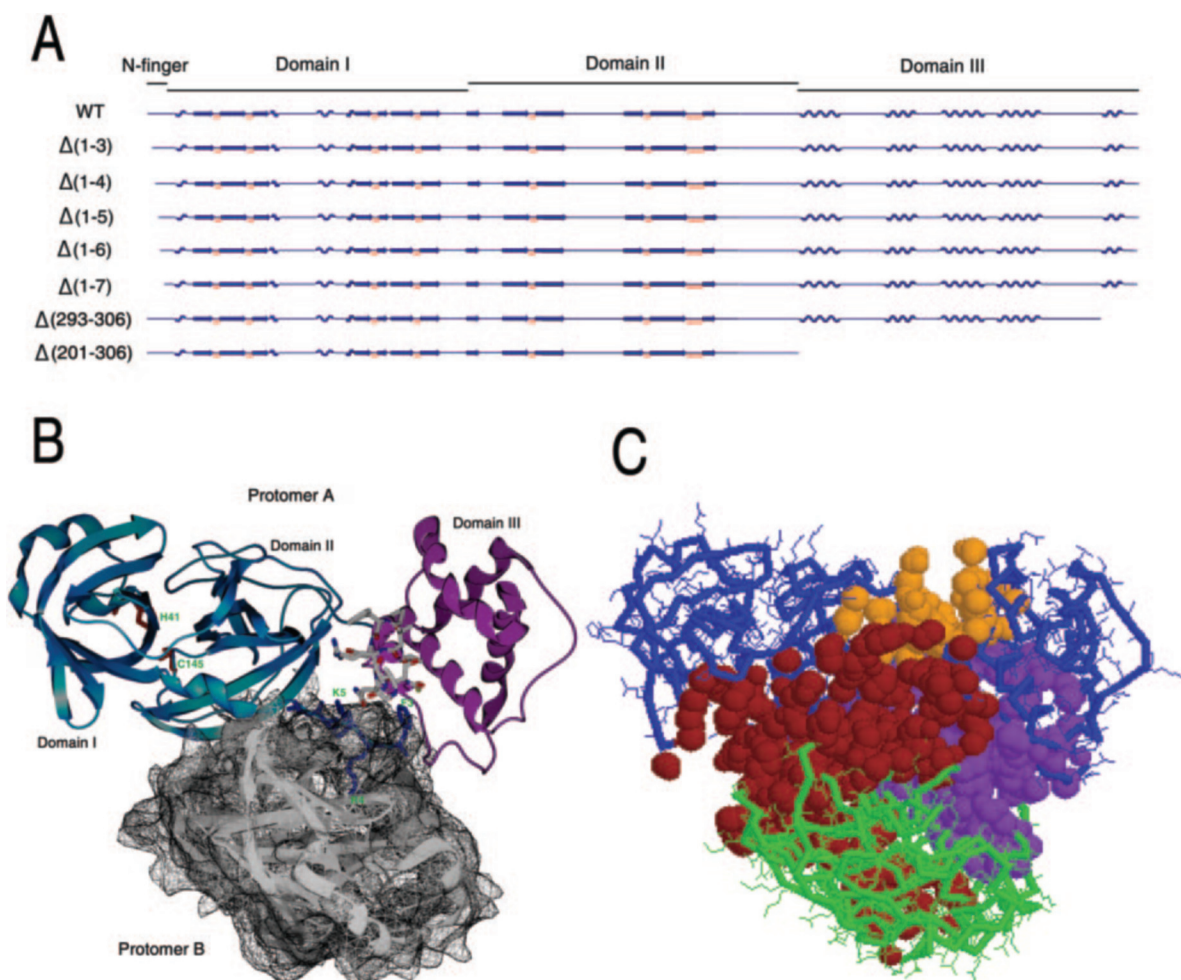 A
N-finger Domain I Domain II Domain III
WT
Δ(1-3)
Δ(1-4)
Δ(1-5)
Δ(1-6)
Δ(1-7)
Δ(293-306)
Δ(201-306)
B
C
Protomer A
Domain III
Domain II
H41
C145
K5
Domain I
Protomer B